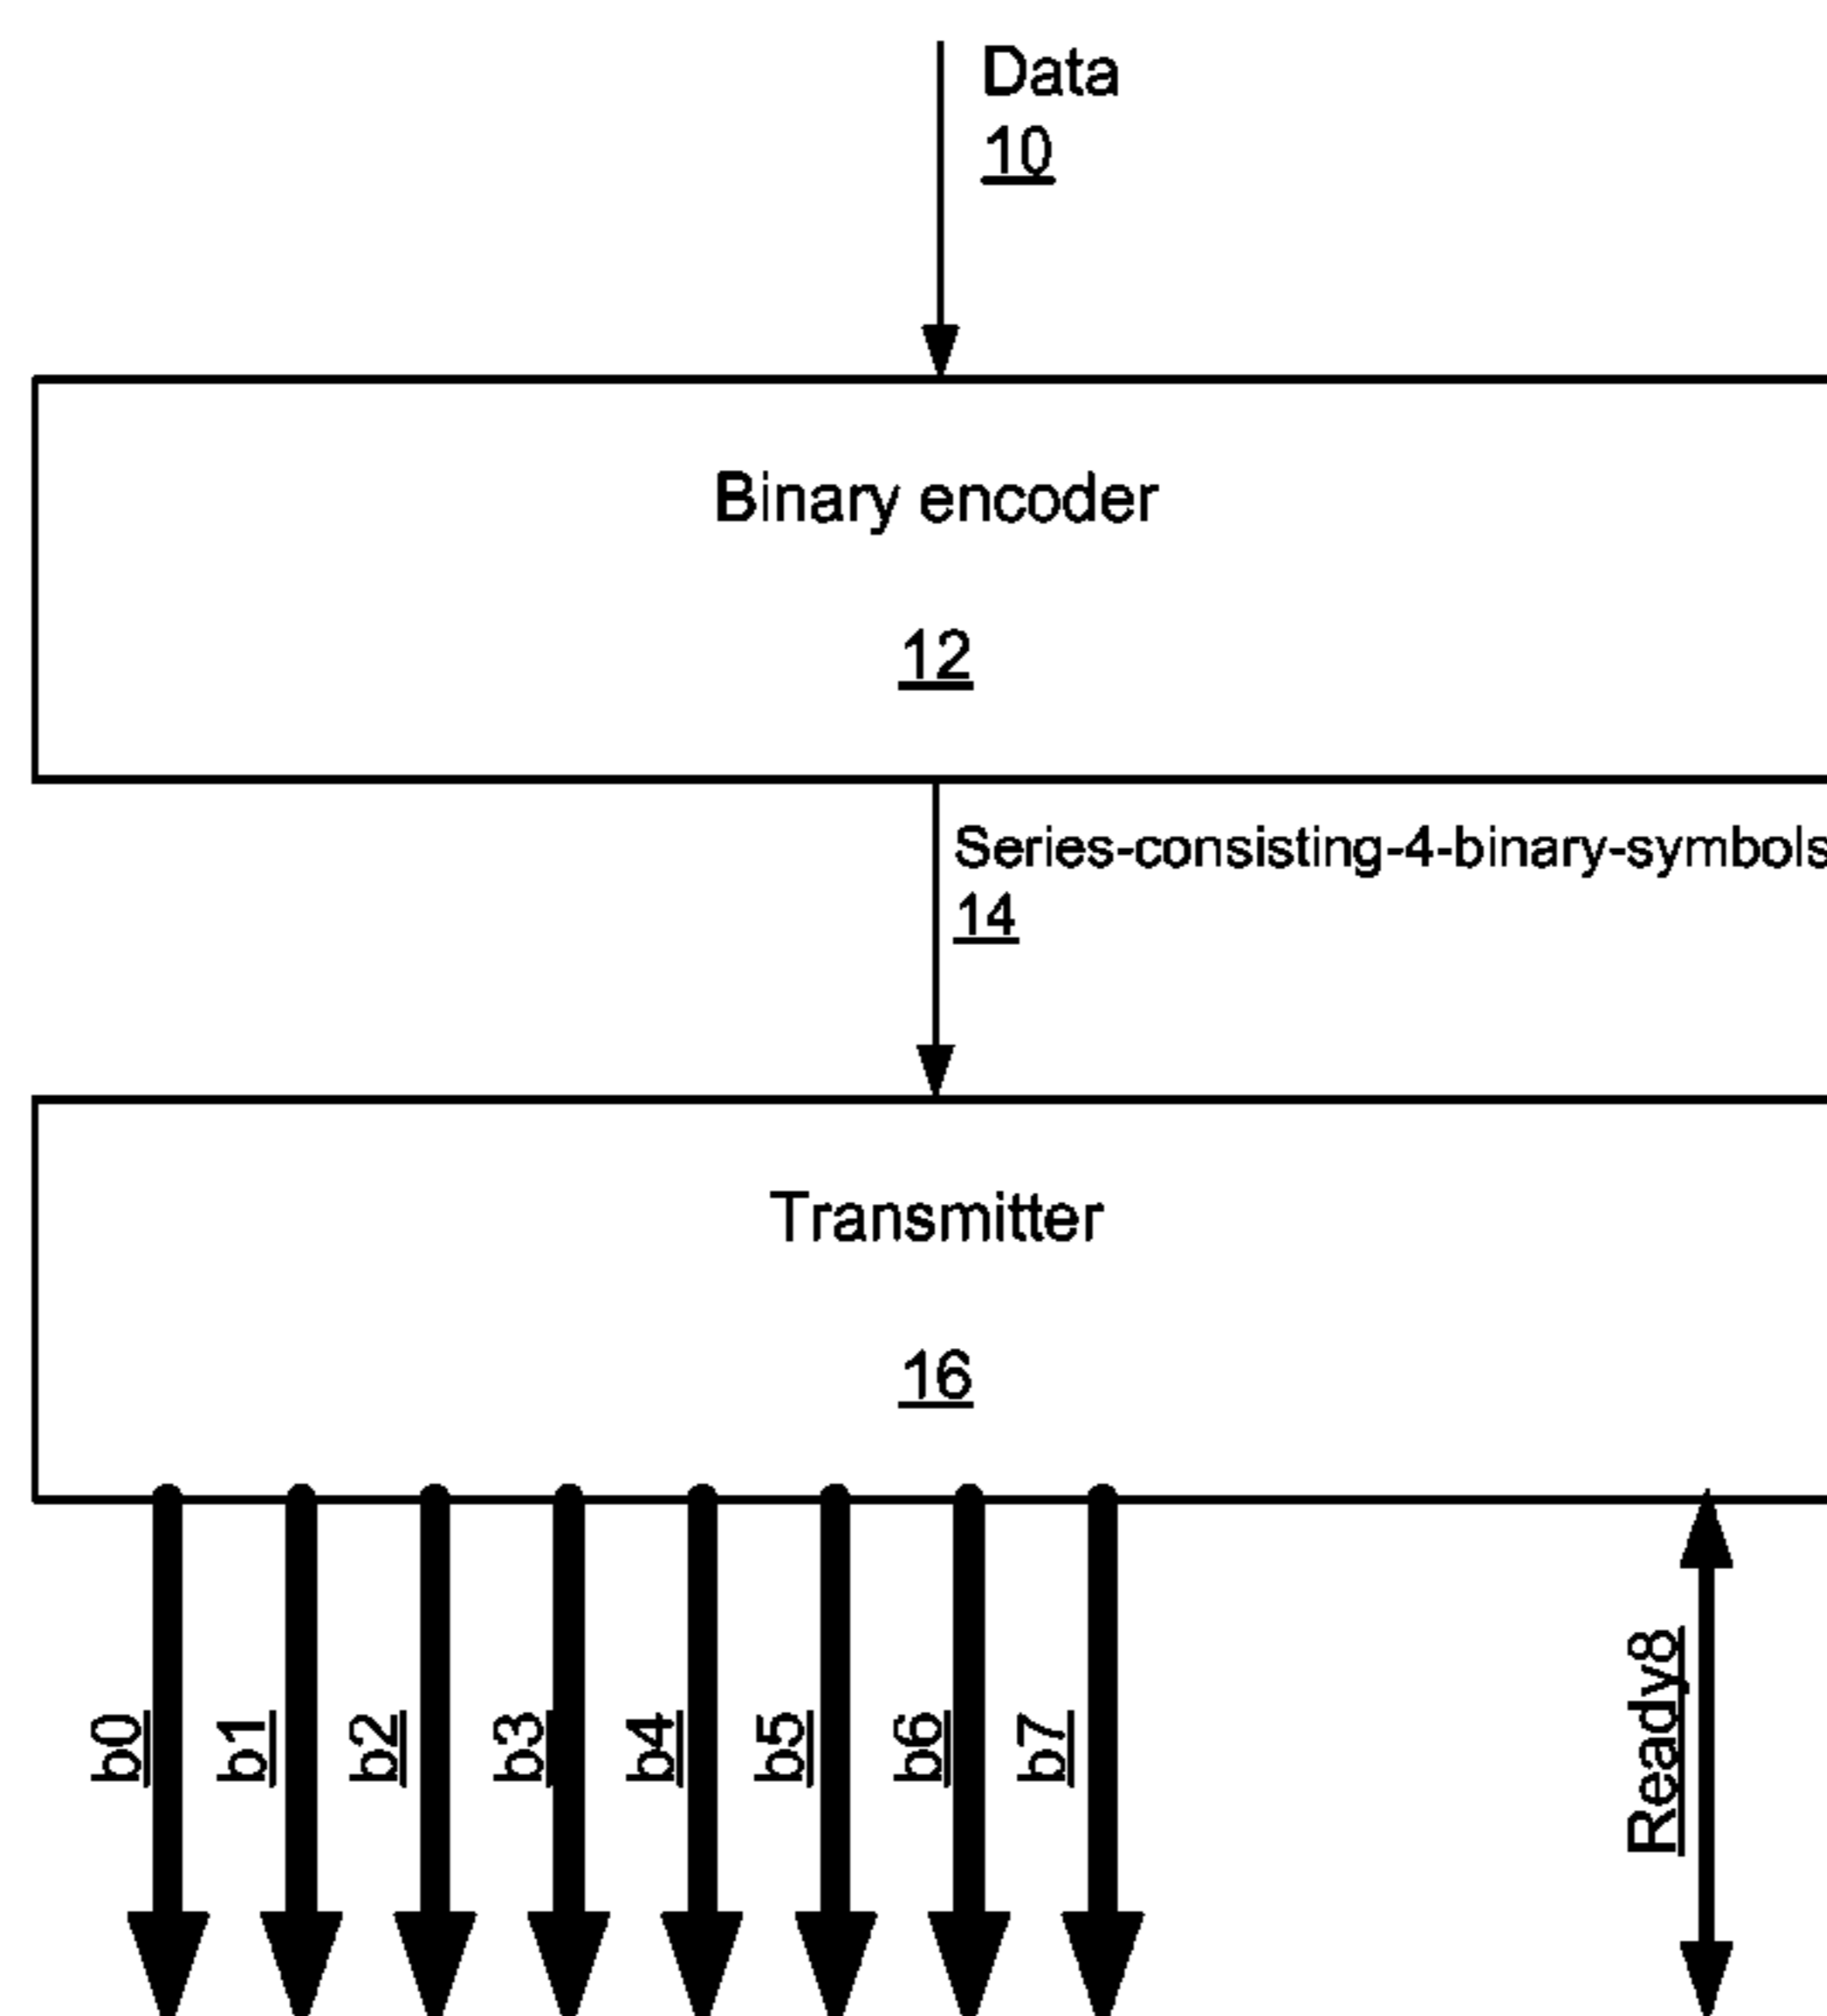 Data
10
Binary encoder
12
Series-consisting-4-binary-symbols
14
Transmitter
16
b0
b1
b2
b3
b4
b5
b6
b7
Ready8